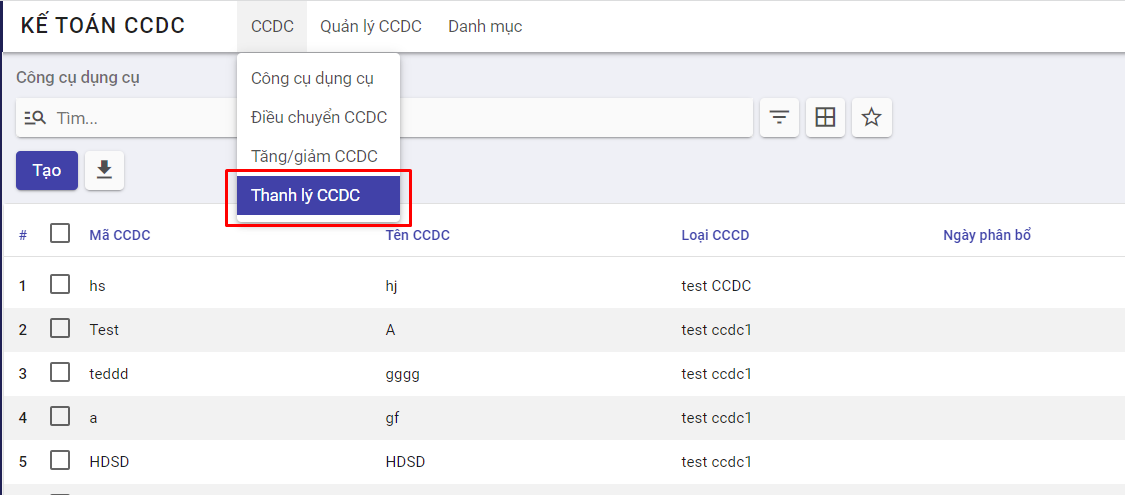 KẾ TOÁN CCDC CCDC Quản lý CCDC Danh mục
Công cụ dụng cụ
Công cụ dụng cụ
Điều chuyển CCDC
Tăng/giảm CCDC
Thanh lý CCDC
Tìm...
Tạo
# Mã CCDC Tên CCDC Loại CCCD Ngày phân bổ
1 hs hj test CCDC
2 Test A test ccdc1
3 teddd gggg test ccdc1
4 a gf test ccdc1
5 HDSD HDSD test ccdc1